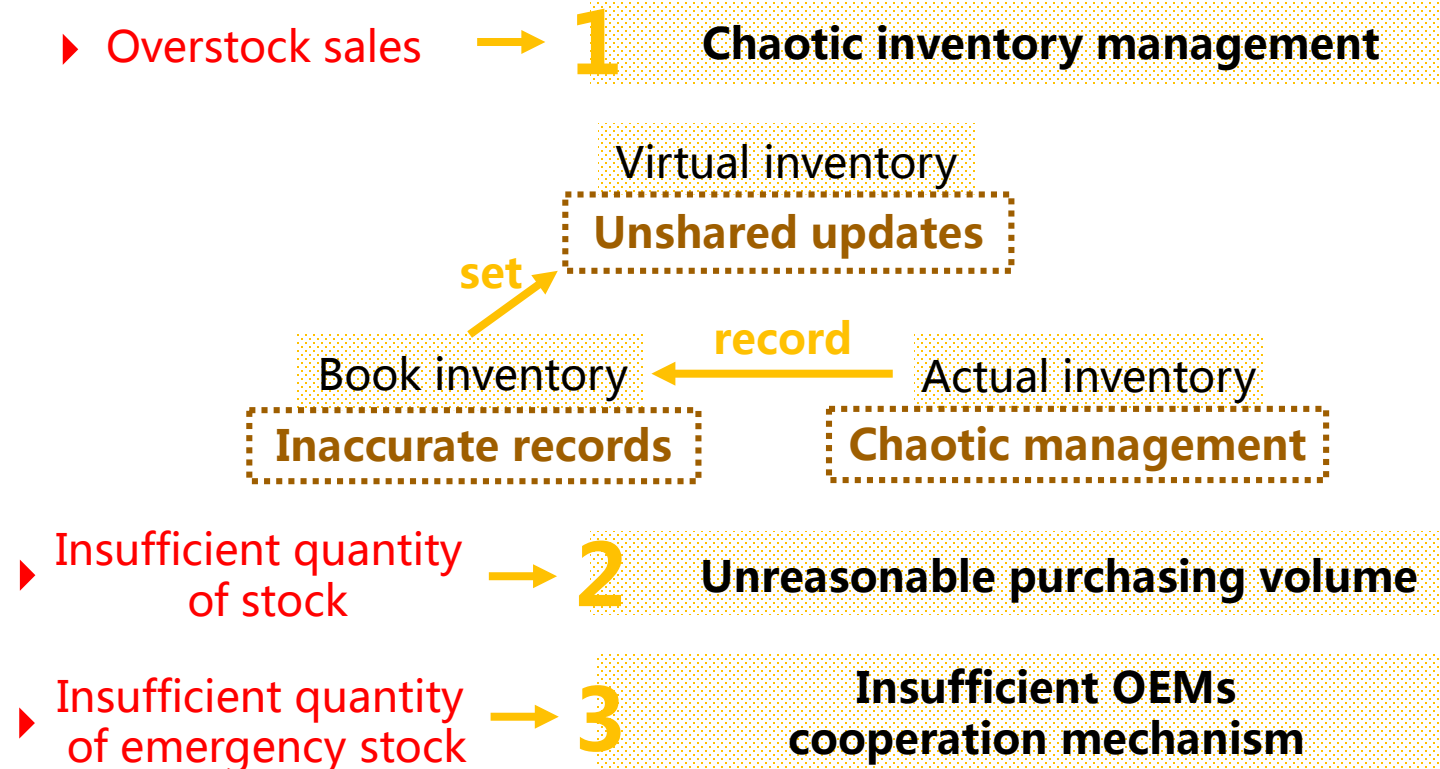 Overstock sales
1
Chaotic inventory management
Virtual inventory
Unshared updates
set
record
Book inventory
Actual inventory
Inaccurate records
Chaotic management
Insufficient quantity
of stock
2
Unreasonable purchasing volume
Insufficient quantity
of emergency stock
3
Insufficient OEMs
cooperation mechanism